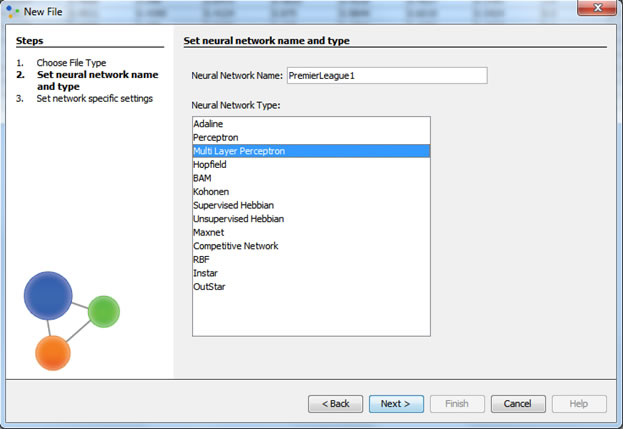 New File
Steps
1. Choose File Type
2. Set neural network name
and type
3. Set network specific settings
Set neural network name and type
Neural Network Name: PremierLeague1
Neural Network Type:
Adaline
Perceptron
Multi Layer Perceptron
Hopfield
BAM
Kohonen
Supervised Hebbian
Unsupervised Hebbian
Maxnet
Competitive Network
RBF
Instar
OutStar
< Back Next > Finish Cancel Help